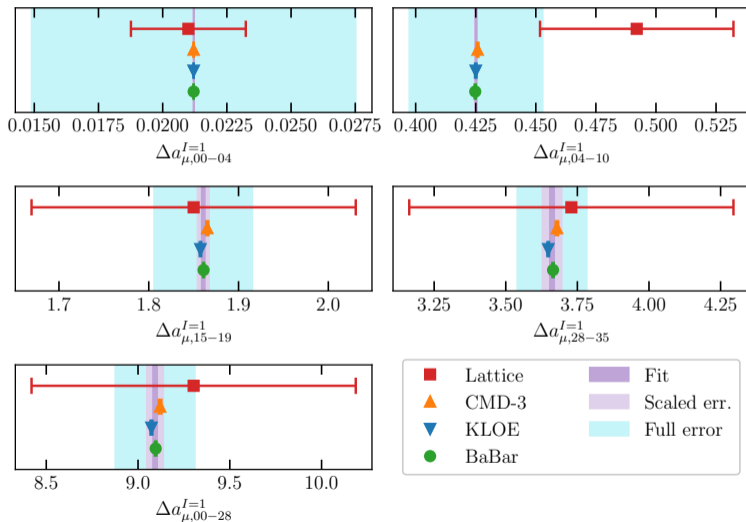 0.0150 0.0175 0.0200 0.0225 0.0250 0.0275
Δa^{I=1}_{μ,00−04}
0.400 0.425 0.450 0.475 0.500 0.525
Δa^{I=1}_{μ,04−10}
1.7 1.8 1.9 2.0
Δa^{I=1}_{μ,15−19}
3.25 3.50 3.75 4.00 4.25
Δa^{I=1}_{μ,28−35}
8.5 9.0 9.5 10.0
Δa^{I=1}_{μ,00−28}
Lattice
CMD-3
KLOE
BaBar
Fit
Scaled err.
Full error